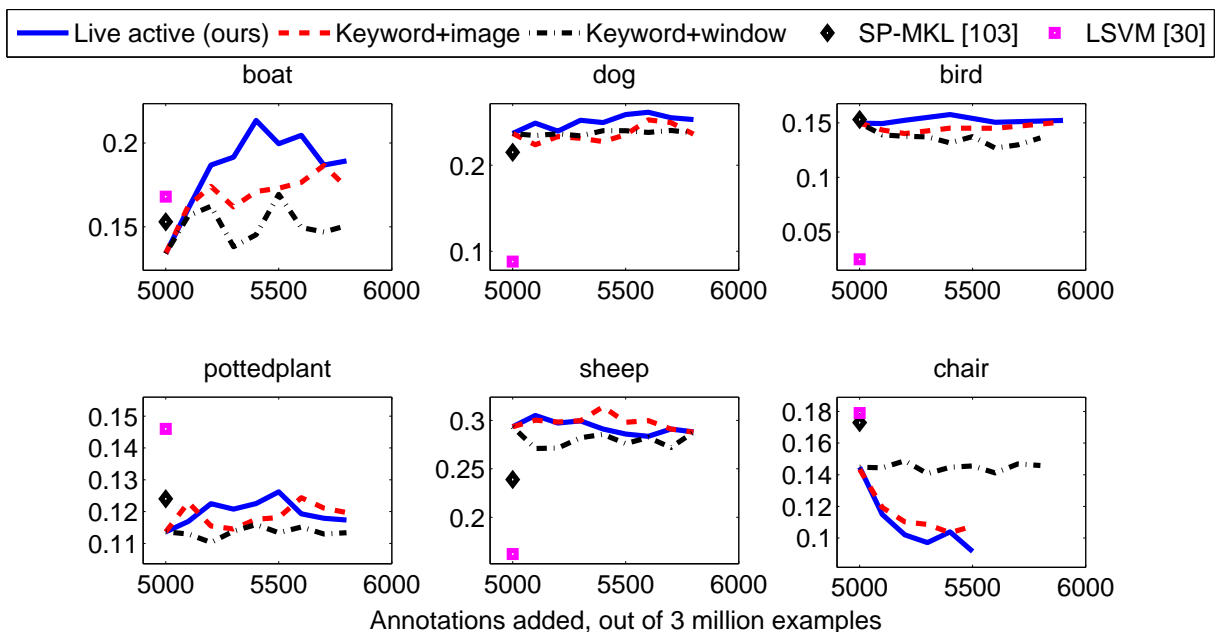 Live active (ours) Keyword+image Keyword+window SP-MKL [103] LSVM [30]
boat dog bird
0.2 0.2 0.15
0.15 0.1 0.05
5000 5500 6000 5000 5500 6000 5000 5500 6000
pottedplant sheep chair
0.15 0.3 0.18
0.14 0.25 0.16
0.13 0.2 0.14
0.12 0.12
0.11 0.1
5000 5500 6000 5000 5500 6000 5000 5500 6000
Annotations added, out of 3 million examples